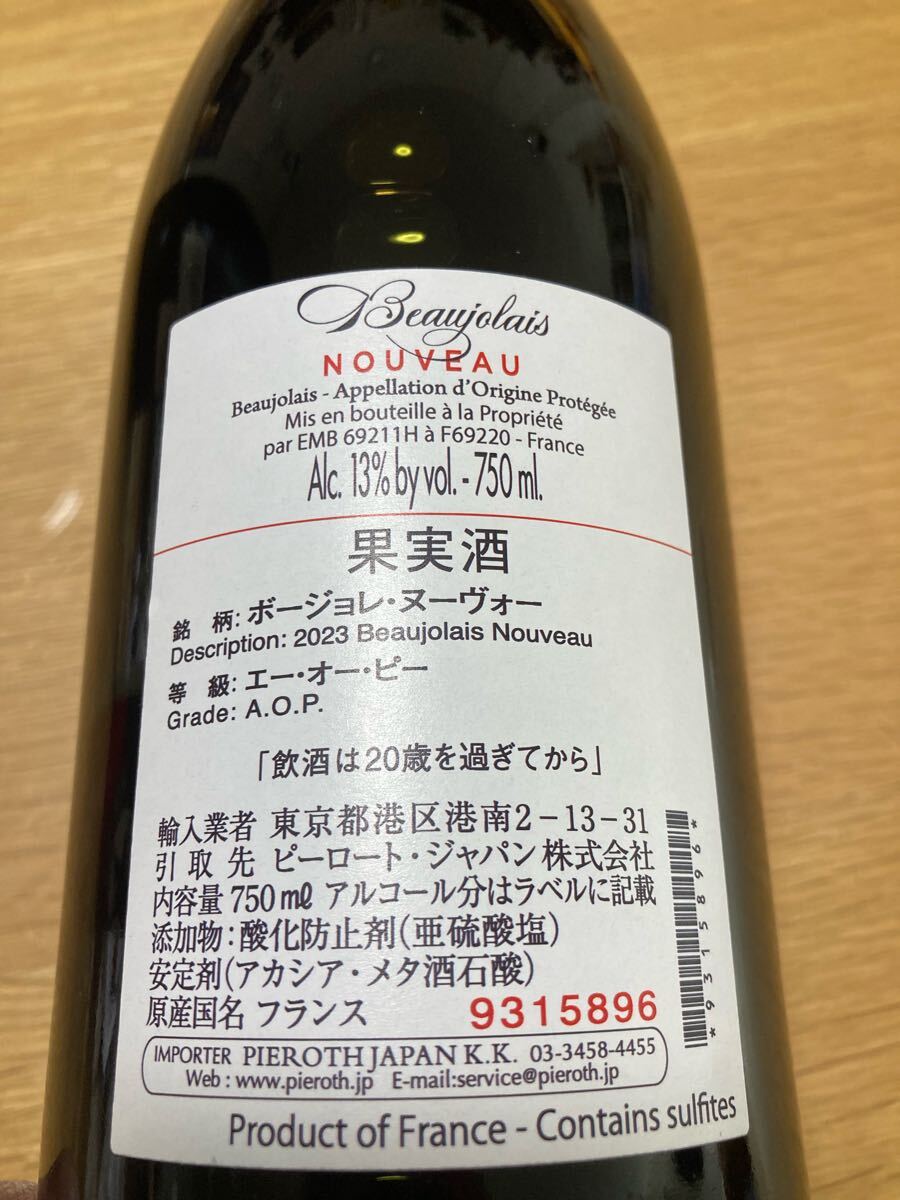 Beaujolais
NOUVEAU
Beaujolais - Appellation d'Origine Protégée
Mis en bouteille à la Propriété
par EMB 69211H à F69220 - France
Alc. 13% by vol. - 750 ml.
果実酒
銘 柄: ボージョレ・ヌーヴォー
Description: 2023 Beaujolais Nouveau
等 級: エー・オー・ピー
Grade: A.O.P.
「飲酒は20歳を過ぎてから」
輸入業者 東京都港区港南2-13-31
引取先 ピーロート・ジャパン株式会社
内容量 750ml アルコール分はラベルに記載
添加物:酸化防止剤(亜硫酸塩)
安定剤(アカシア・メタ酒石酸)
原産国名 フランス 9315896
*9315896*
IMPORTER PIEROTH JAPAN K.K. 03-3458-4455
Web : www.pieroth.jp E-mail:service@pieroth.jp
Product of France - Contains sulfites